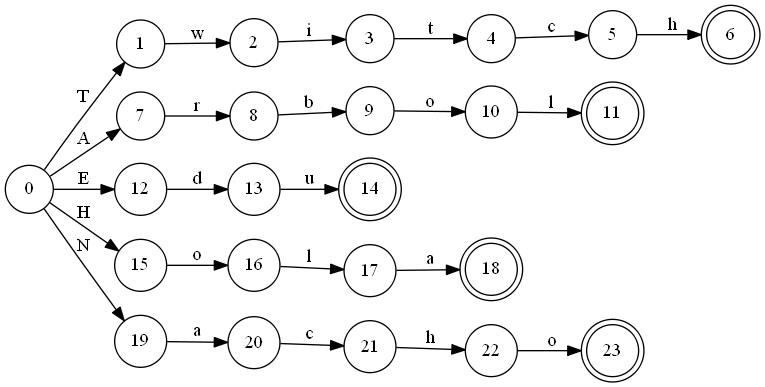 T 1 w 2 i 3 t 4 c 5 h 6
A 7 r 8 b 9 o 10 l 11
0 E 12 d 13 u 14
H 15 o 16 l 17 a 18
N 19 a 20 c 21 h 22 o 23